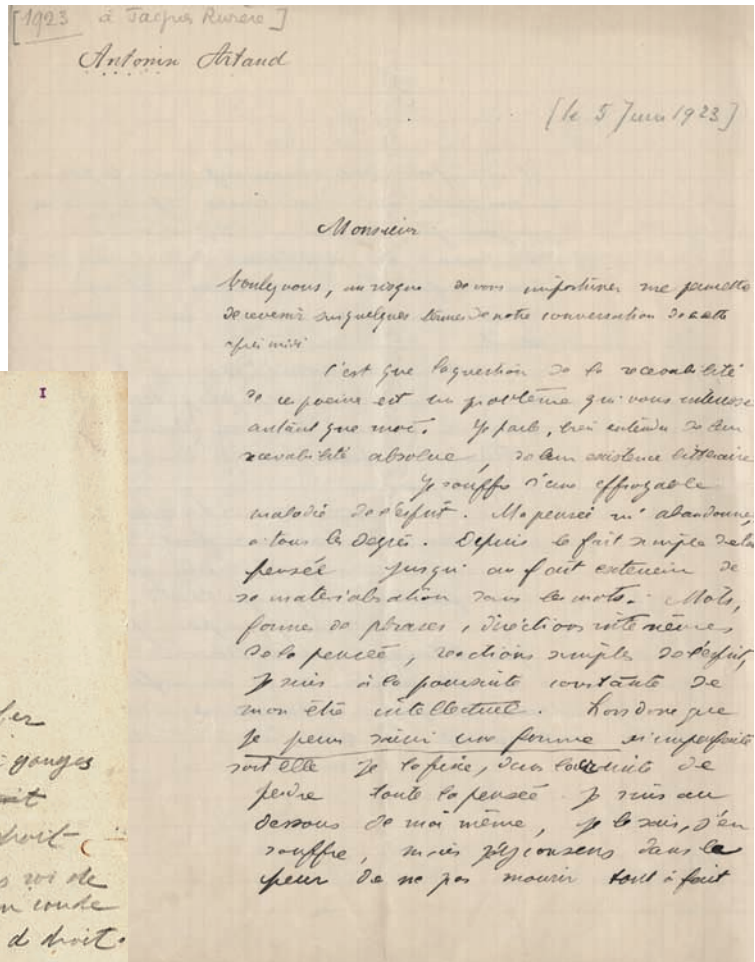 [1923 à Jacques Rivière]
Antonin Artaud
[le 5 Juin 1923]
Monsieur
Voulez vous, au risque de vous importuner me permettre
de revenir sur quelques termes de notre conversation de cette
après midi
C'est que la question de la recevabilité
de ce poème est un problème qui vous intéresse
autant que moi. Je parle, bien entendu de leur
recevabilité absolue, de leur existence littéraire
Je souffre d'une effroyable
maladie de l'esprit. Ma pensée m'abandonne,
à tous les degrés. Depuis le fait simple de la
pensée jusqu'au fait extérieur de
sa matérialisation dans les mots. Mots,
formes de phrases, directions intérieures
de la pensée, réactions simples de l'esprit,
je suis à la poursuite constante de
mon être intellectuel. Lors donc que
je peux saisir une forme si imparfaite
soit elle je la fixe, dans la crainte de
perdre toute la pensée. Je suis au
dessous de moi même, je le sais, j'en
souffre, mais j'y consens dans la
peur de ne pas mourir tout à fait
I
gouges
droit
roi de
coude
de droit.